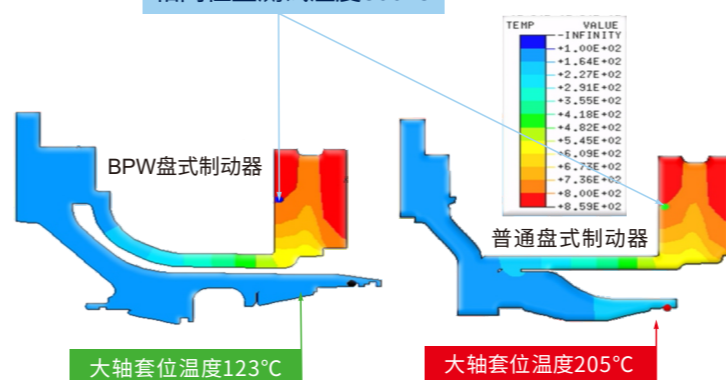 TEMP VALUE
-INFINITY
+1.00E+02
+1.64E+02
+2.27E+02
+2.91E+02
+3.55E+02
+4.18E+02
+4.82E+02
+5.45E+02
+6.09E+02
+6.73E+02
+7.36E+02
+8.00E+02
+8.59E+02
BPW盘式制动器
普通盘式制动器
大轴套位温度123°C
大轴套位温度205°C